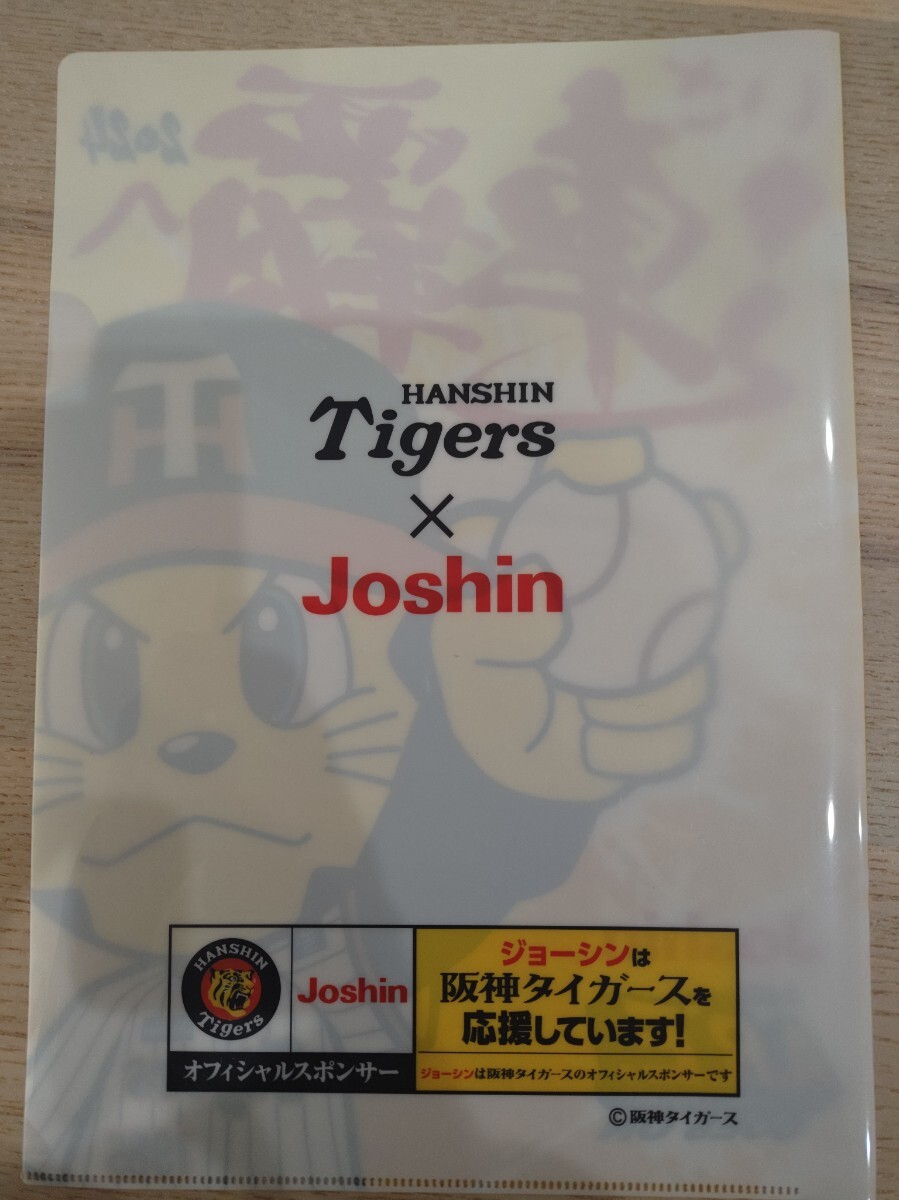 HANSHIN
Tigers
×
Joshin
HANSHIN
Tigers
Joshin
オフィシャルスポンサー
ジョーシンは
阪神タイガースを
応援しています!
ジョーシンは阪神タイガースのオフィシャルスポンサーです
©阪神タイガース
2024
連覇へ